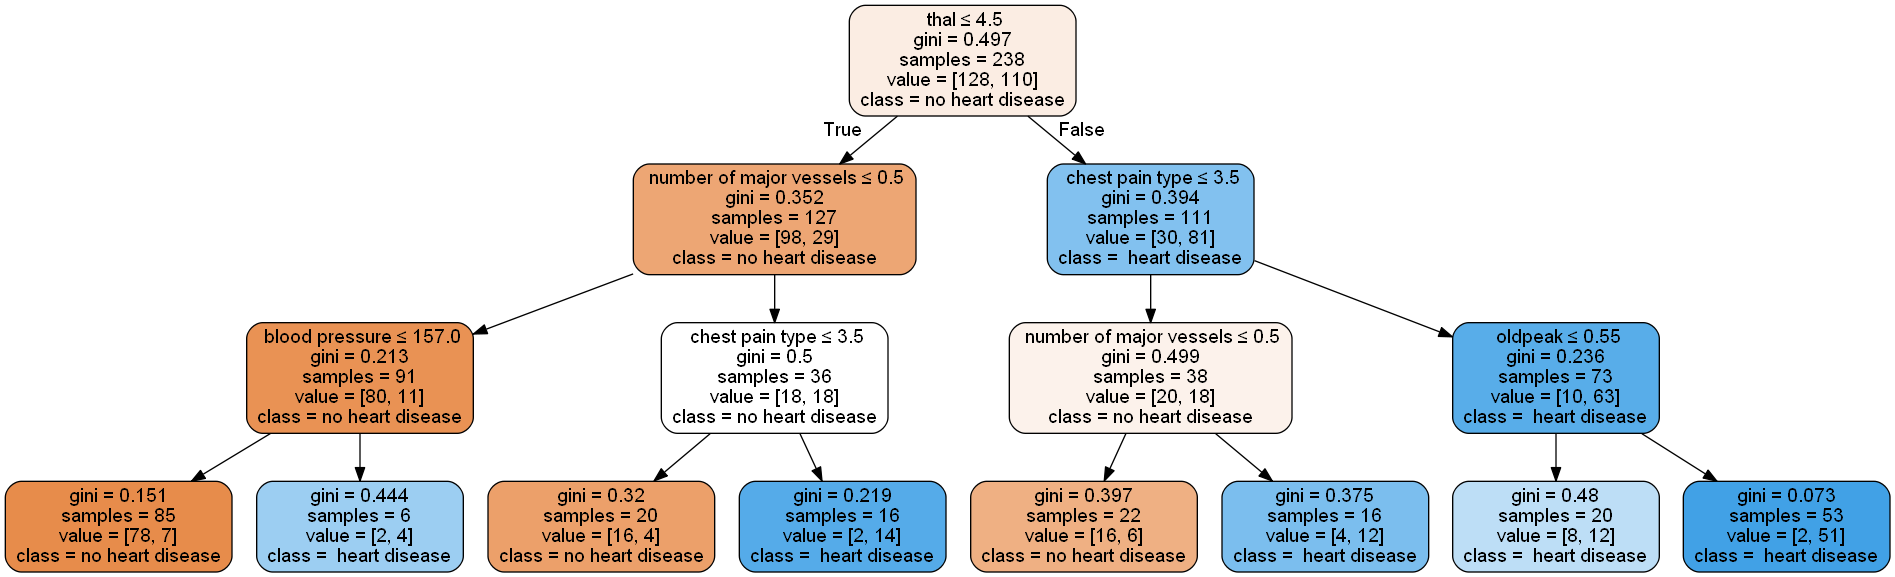 thal ≤ 4.5
gini = 0.497
samples = 238
value = [128, 110]
class = no heart disease
True
False
number of major vessels ≤ 0.5
gini = 0.352
samples = 127
value = [98, 29]
class = no heart disease
chest pain type ≤ 3.5
gini = 0.394
samples = 111
value = [30, 81]
class = heart disease
blood pressure ≤ 157.0
gini = 0.213
samples = 91
value = [80, 11]
class = no heart disease
chest pain type ≤ 3.5
gini = 0.5
samples = 36
value = [18, 18]
class = no heart disease
number of major vessels ≤ 0.5
gini = 0.499
samples = 38
value = [20, 18]
class = no heart disease
oldpeak ≤ 0.55
gini = 0.236
samples = 73
value = [10, 63]
class = heart disease
gini = 0.151
samples = 85
value = [78, 7]
class = no heart disease
gini = 0.444
samples = 6
value = [2, 4]
class = heart disease
gini = 0.32
samples = 20
value = [16, 4]
class = no heart disease
gini = 0.219
samples = 16
value = [2, 14]
class = heart disease
gini = 0.397
samples = 22
value = [16, 6]
class = no heart disease
gini = 0.375
samples = 16
value = [4, 12]
class = heart disease
gini = 0.48
samples = 20
value = [8, 12]
class = heart disease
gini = 0.073
samples = 53
value = [2, 51]
class = heart disease